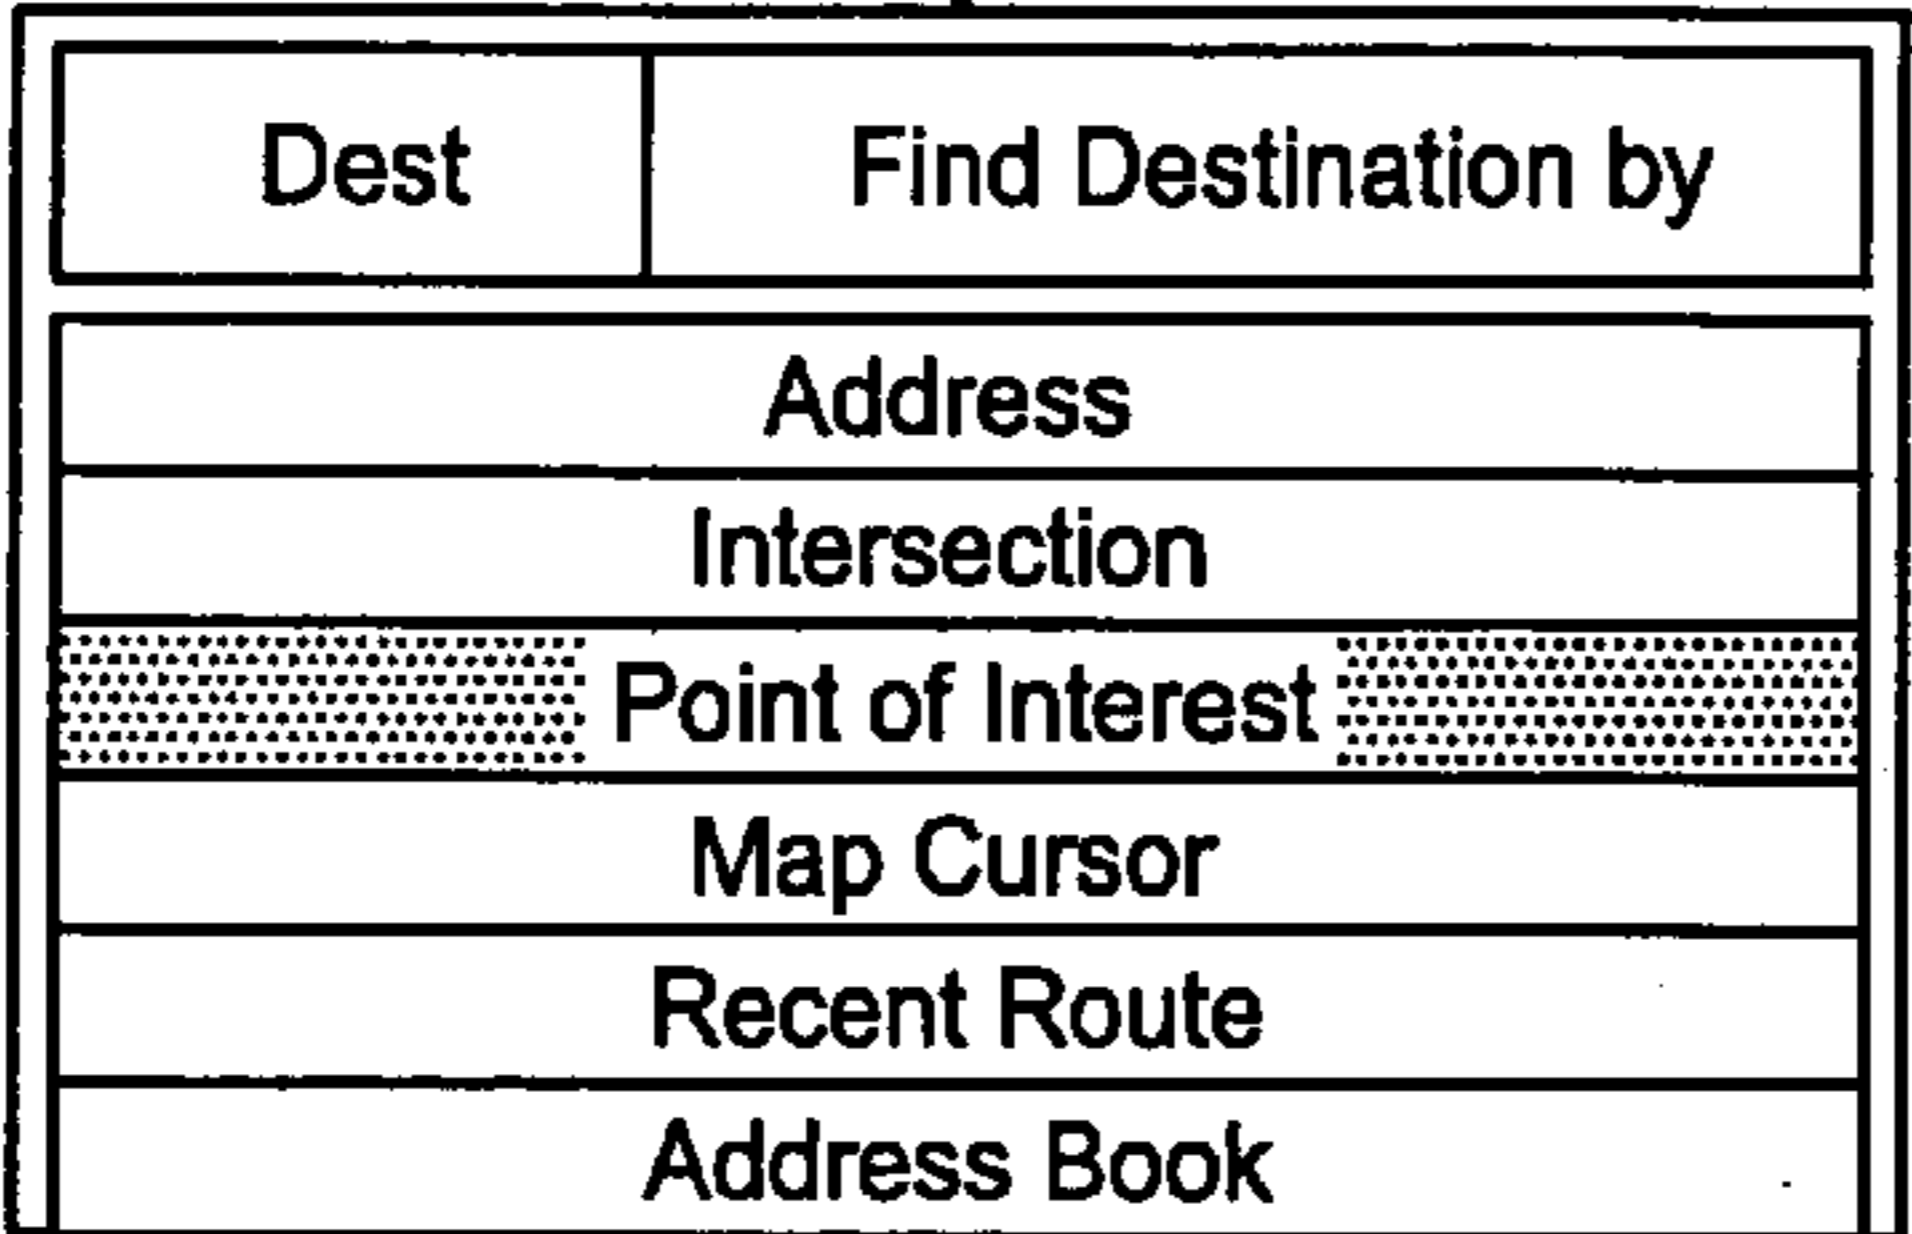 Dest Find Destination by
Address
Intersection
Point of Interest
Map Cursor
Recent Route
Address Book